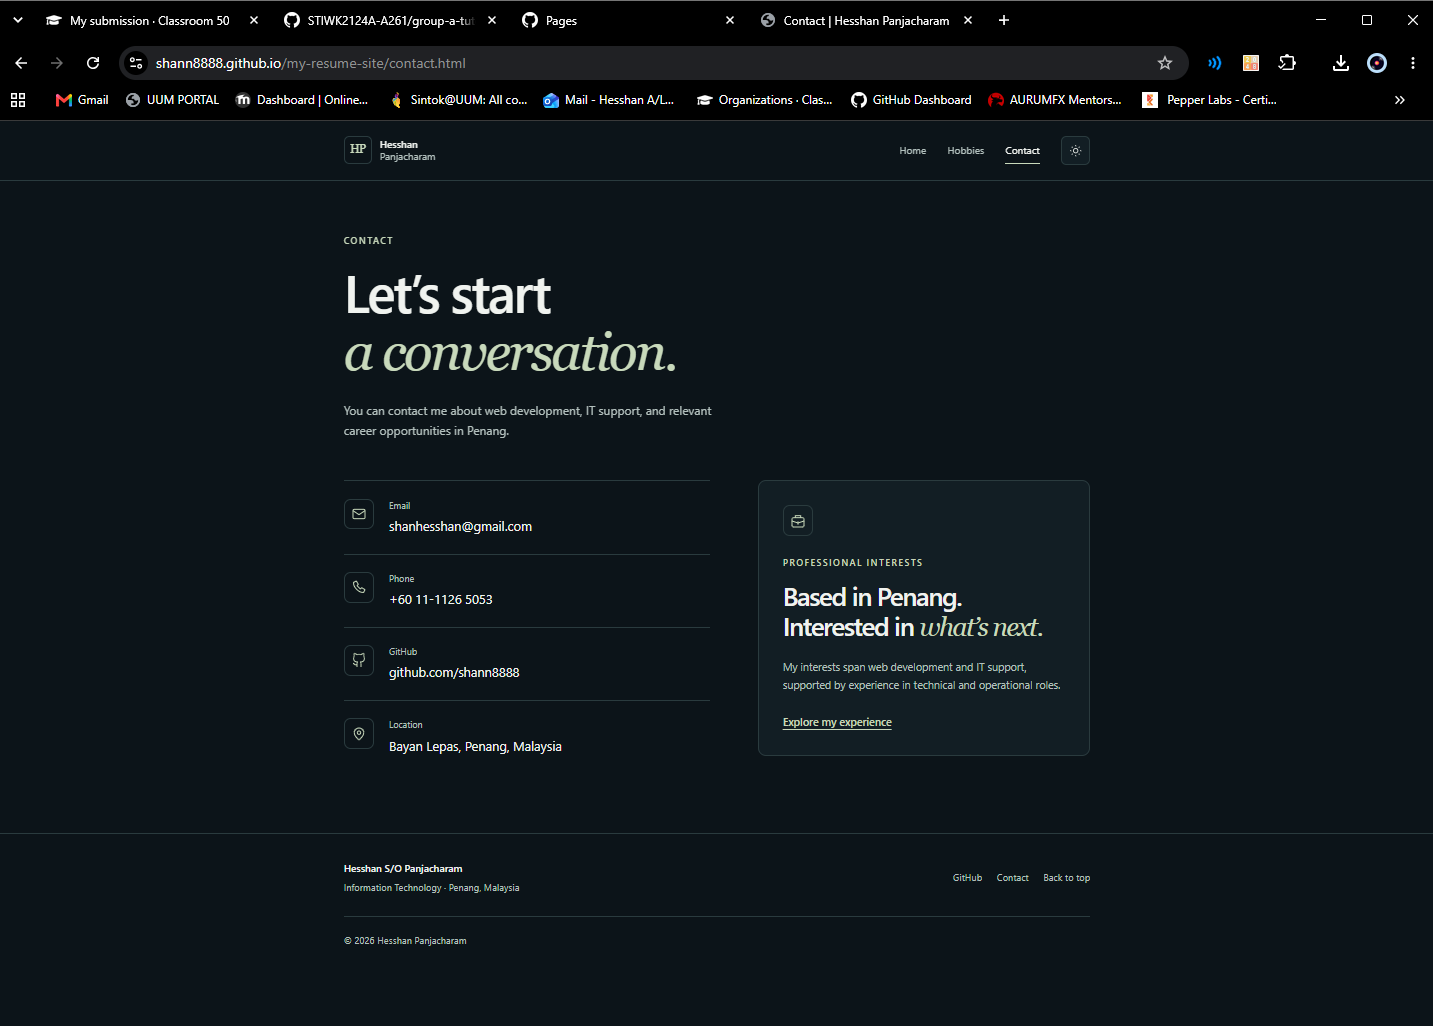 My submission · Classroom 50
STIWK2124A-A261/group-a-tut
Pages
Contact | Hesshan Panjacharam
shann8888.github.io/my-resume-site/contact.html
Gmail
UUM PORTAL
Dashboard | Online...
Sintok@UUM: All co...
Mail - Hesshan A/L...
Organizations · Clas...
GitHub Dashboard
AURUMFX Mentors...
Pepper Labs - Certi...
HP
Hesshan
Panjacharam
Home
Hobbies
Contact
CONTACT
Let's start
a conversation.
You can contact me about web development, IT support, and relevant
career opportunities in Penang.
Email
shanhesshan@gmail.com
Phone
+60 11-1126 5053
GitHub
github.com/shann8888
Location
Bayan Lepas, Penang, Malaysia
PROFESSIONAL INTERESTS
Based in Penang.
Interested in what's next.
My interests span web development and IT support,
supported by experience in technical and operational roles.
Explore my experience
Hesshan S/O Panjacharam
Information Technology · Penang, Malaysia
GitHub
Contact
Back to top
© 2026 Hesshan Panjacharam